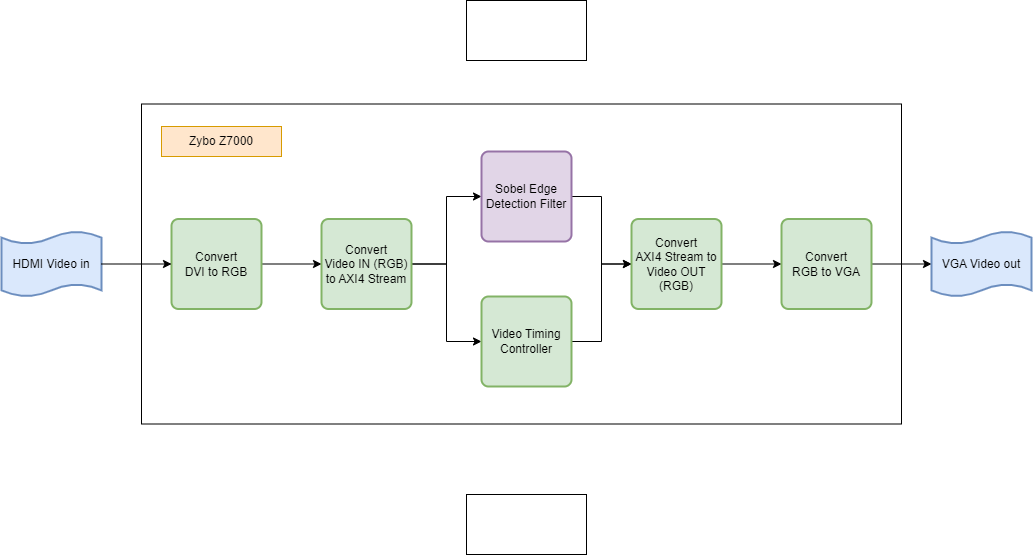 Zybo Z7000
HDMI Video in
Convert
DVI to RGB
Convert
Video IN (RGB)
to AXI4 Stream
Sobel Edge
Detection Filter
Video Timing
Controller
Convert
AXI4 Stream to
Video OUT
(RGB)
Convert
RGB to VGA
VGA Video out